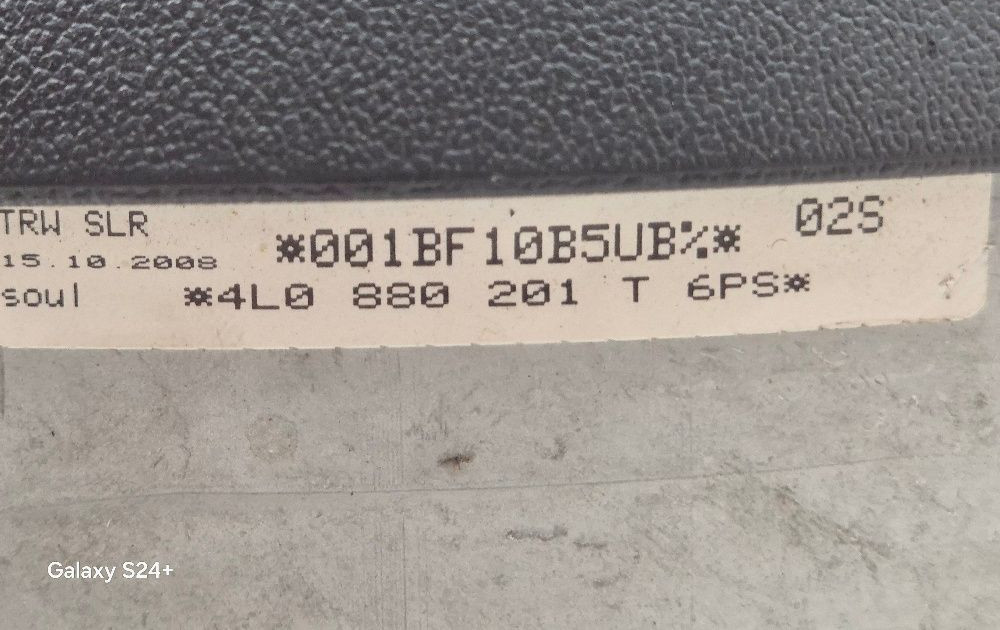 TRW SLR
15.10.2008
soul
*001BF10B5UB%*
02S
*4L0 880 201 T 6PS*
Galaxy S24+